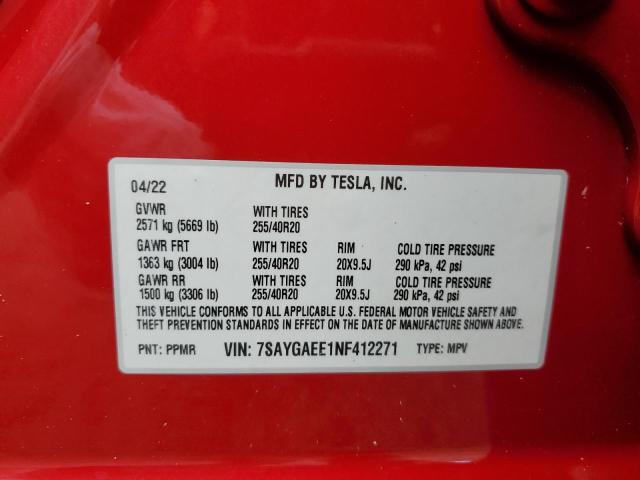 04/22 MFD BY TESLA, INC.
GVWR WITH TIRES
2571 kg (5669 lb) 255/40R20
GAWR FRT WITH TIRES RIM COLD TIRE PRESSURE
1363 kg (3004 lb) 255/40R20 20X9.5J 290 kPa, 42 psi
GAWR RR WITH TIRES RIM COLD TIRE PRESSURE
1500 kg (3306 lb) 255/40R20 20X9.5J 290 kPa, 42 psi
THIS VEHICLE CONFORMS TO ALL APPLICABLE U.S. FEDERAL MOTOR VEHICLE SAFETY AND
THEFT PREVENTION STANDARDS IN EFFECT ON THE DATE OF MANUFACTURE SHOWN ABOVE.
PNT: PPMR VIN: 7SAYGAEE1NF412271 TYPE: MPV